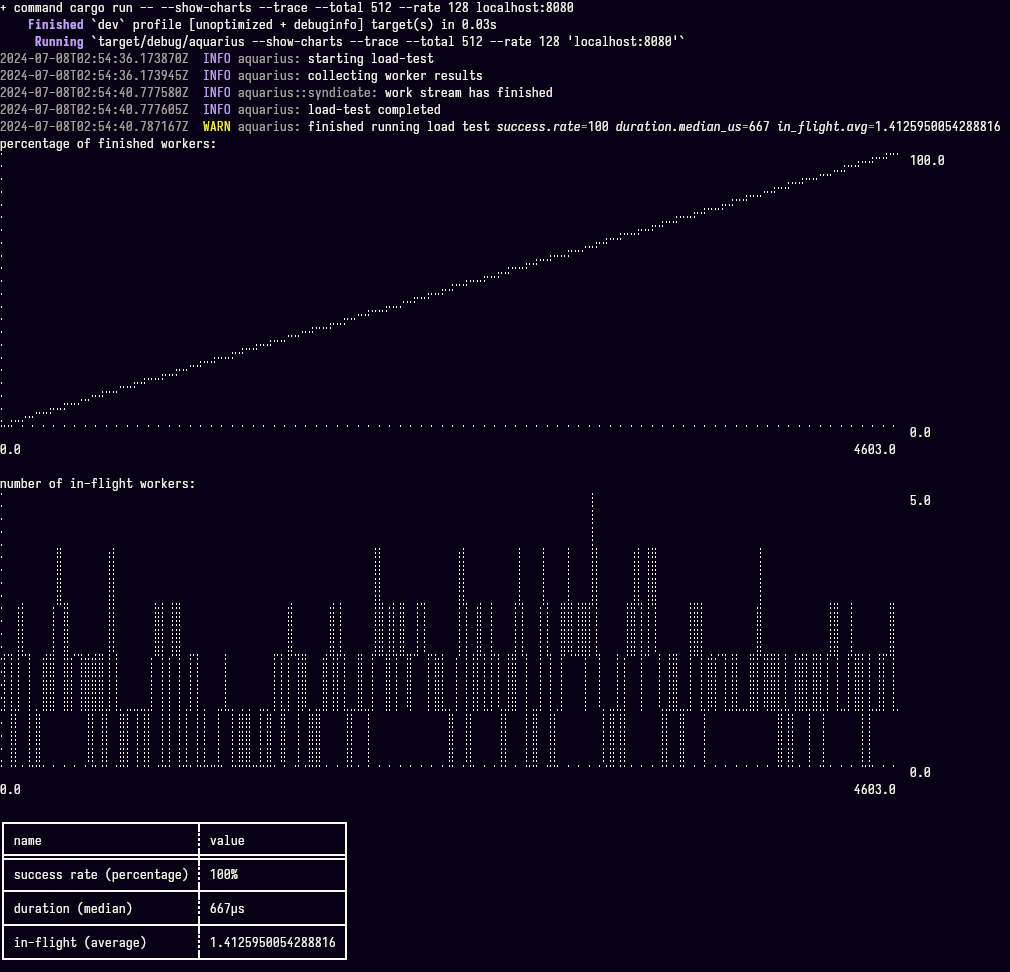 + command cargo run -- --show-charts --trace --total 512 --rate 128 localhost:8080
Finished `dev` profile [unoptimized + debuginfo] target(s) in 0.03s
Running `target/debug/aquarius --show-charts --trace --total 512 --rate 128 'localhost:8080'`
2024-07-08T02:54:36.173870Z  INFO aquarius: starting load-test
2024-07-08T02:54:36.173945Z  INFO aquarius: collecting worker results
2024-07-08T02:54:40.777580Z  INFO aquarius::syndicate: work stream has finished
2024-07-08T02:54:40.777605Z  INFO aquarius: load-test completed
2024-07-08T02:54:40.787167Z  WARN aquarius: finished running load test success.rate=100 duration.median_us=667 in_flight.avg=1.4125950054288816
percentage of finished workers:
100.0
0.0
0.0 4603.0
number of in-flight workers:
5.0
0.0
0.0 4603.0
name value
success rate (percentage) 100%
duration (median) 667µs
in-flight (average) 1.4125950054288816